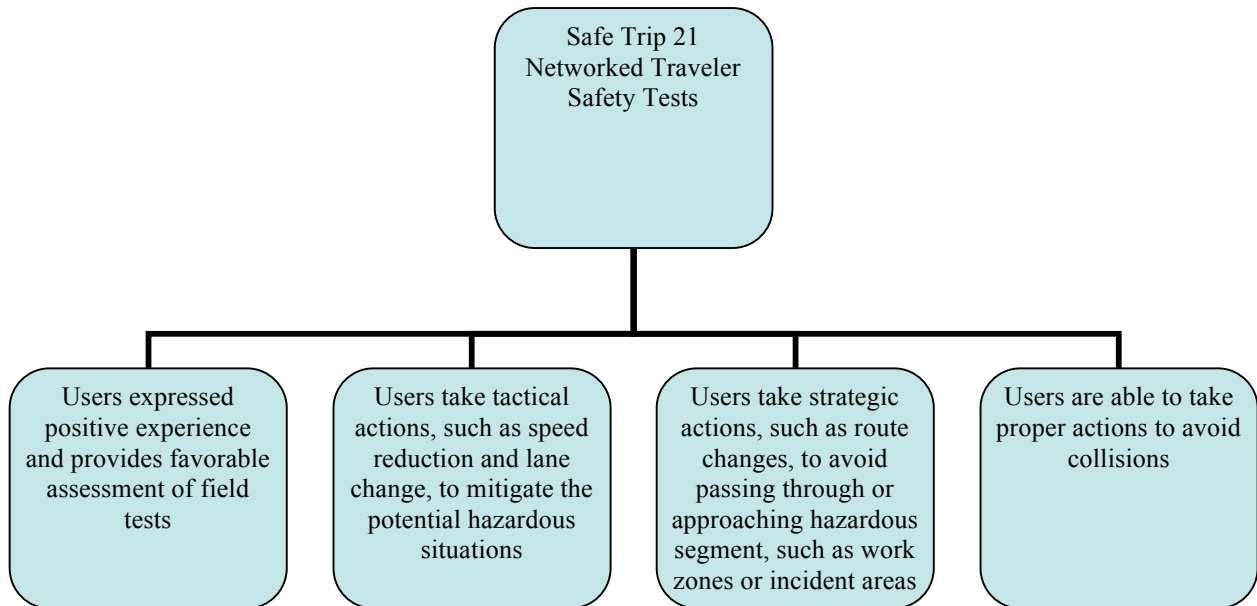 Safe Trip 21
Networked Traveler
Safety Tests
Users expressed
positive experience
and provides favorable
assessment of field
tests
Users take tactical
actions, such as speed
reduction and lane
change, to mitigate the
potential hazardous
situations
Users take strategic
actions, such as route
changes, to avoid
passing through or
approaching hazardous
segment, such as work
zones or incident areas
Users are able to take
proper actions to avoid
collisions